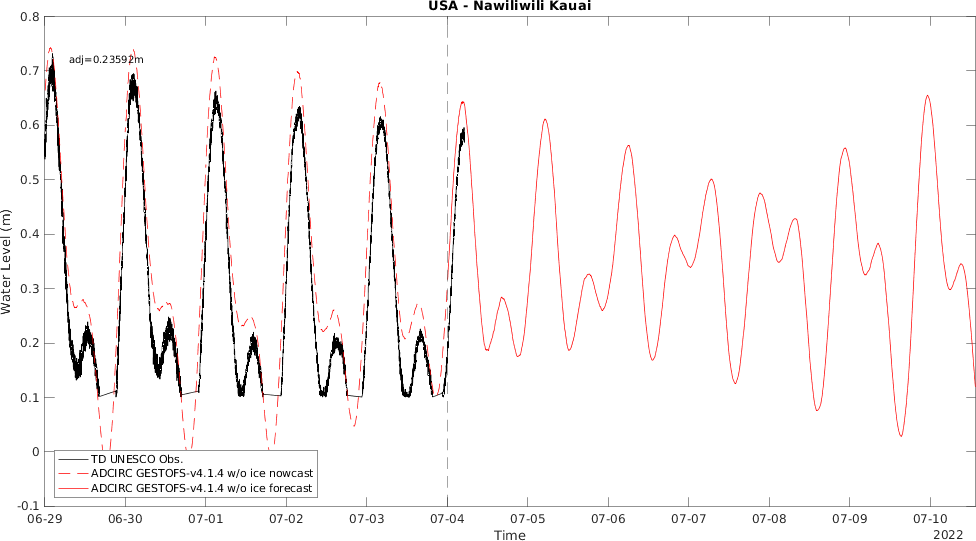 USA - Nawiliwili Kauai
adj=0.23592m
Water Level (m)
0.8
0.7
0.6
0.5
0.4
0.3
0.2
0.1
0
-0.1
TD UNESCO Obs.
ADCIRC GESTOFS-v4.1.4 w/o ice nowcast
ADCIRC GESTOFS-v4.1.4 w/o ice forecast
06-29 06-30 07-01 07-02 07-03 07-04 07-05 07-06 07-07 07-08 07-09 07-10
Time
2022